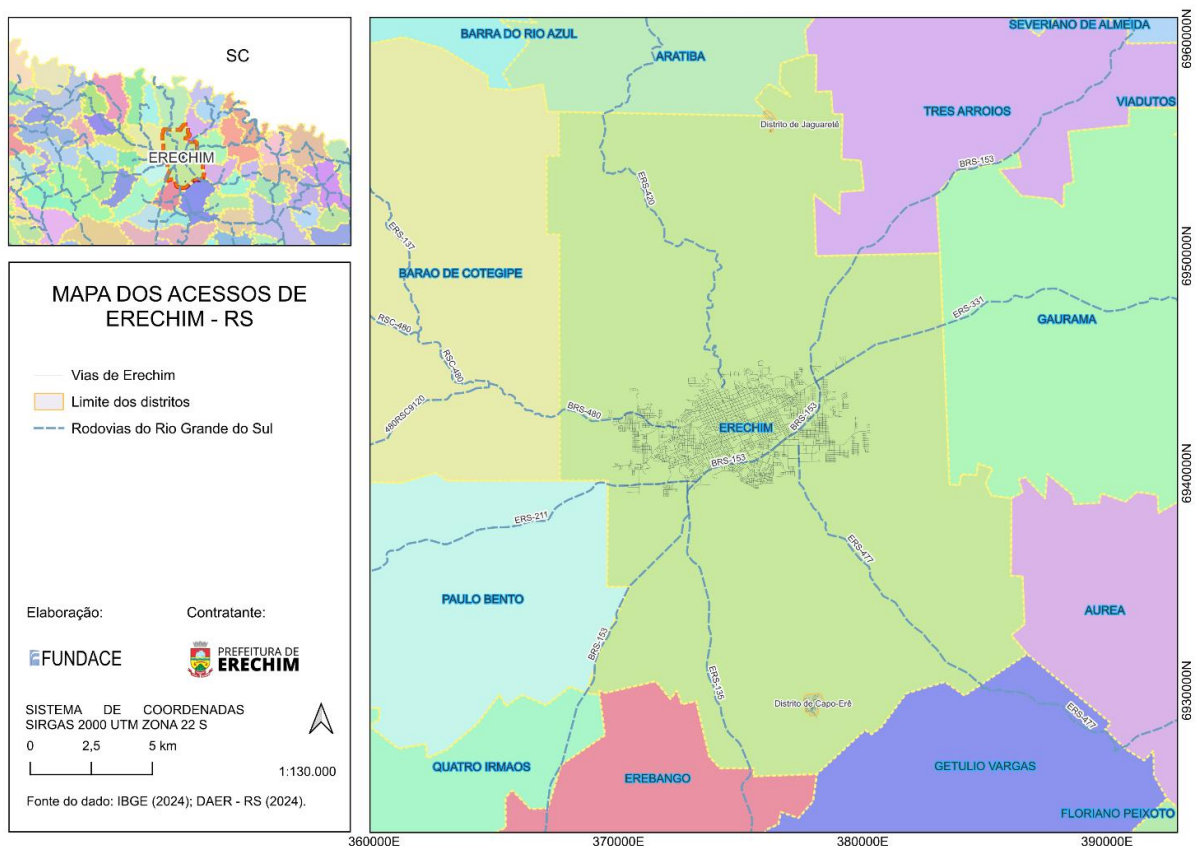 SC
ERECHIM
MAPA DOS ACESSOS DE
ERECHIM - RS
Vias de Erechim
Limite dos distritos
Rodovias do Rio Grande do Sul
Elaboração:
Contratante:
FUNDACE
PREFEITURA DE
ERECHIM
SISTEMA DE COORDENADAS
SIRGAS 2000 UTM ZONA 22 S
0 2,5 5 km
1:130.000
Fonte do dado: IBGE (2024); DAER - RS (2024).
BARRA DO RIO AZUL
ARATIBA
SEVERIANO DE ALMEIDA
TRES ARROIOS
VIADUTOS
Distrito de Jaguaretê
BRS-153
ERS-420
ERS-137
BARAO DE COTEGIPE
RSC-480
RSC-480
480RSC9120
BRS-480
ERS-331
GAURAMA
ERECHIM
BRS-153
BRS-153
ERS-211
ERS-477
PAULO BENTO
AUREA
BRS-153
ERS-135
Distrito de Capo-Erê
ERS-477
QUATRO IRMAOS
EREBANGO
GETULIO VARGAS
FLORIANO PEIXOTO
6960000N
6950000N
6940000N
6930000N
360000E
370000E
380000E
390000E